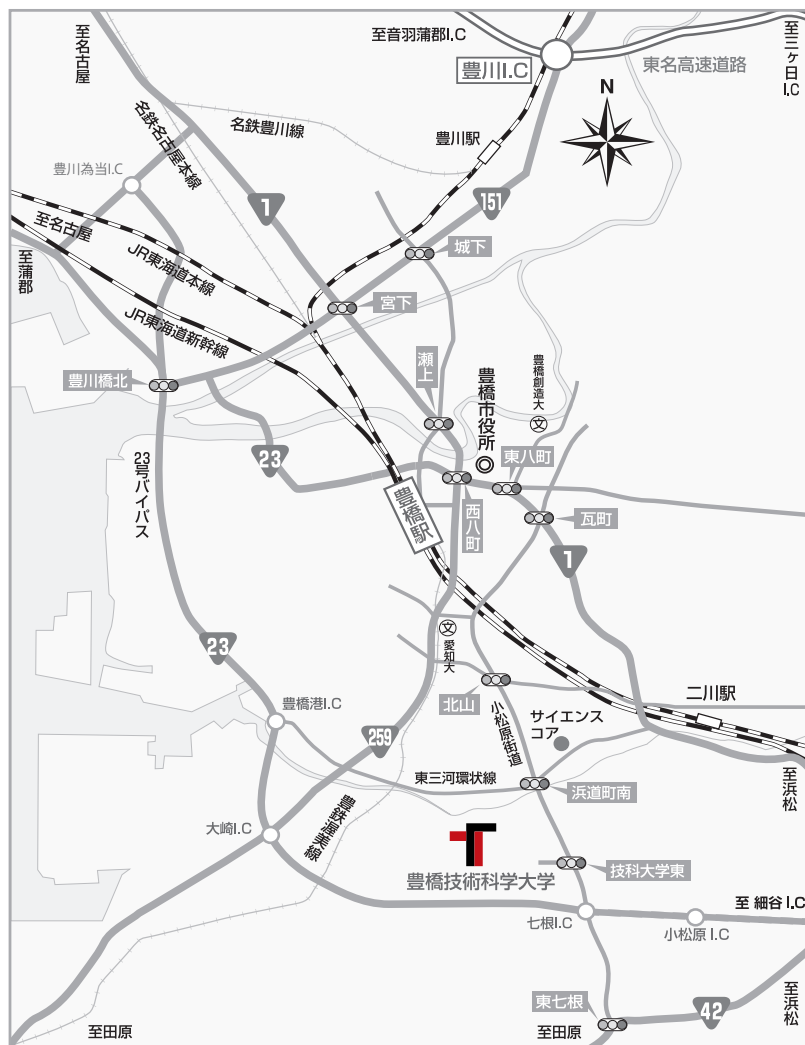 至音羽蒲郡I.C
至名古屋
豊川I.C
東名高速道路
至三ヶ日I.C
N
名鉄名古屋本線
名鉄豊川線
豊川駅
豊川為当I.C
1
151
至名古屋
JR東海道本線
至蒲郡
城下
宮下
JR東海道新幹線
豊川橋北
瀬上
豊橋市役所
豊橋創造大
文
東八町
23
23号バイパス
豊橋駅
西八町
瓦町
1
文
愛知大
23
北山
二川駅
小松原街道
サイエンス
コア
豊橋港I.C
259
東三河環状線
浜道町南
至浜松
大崎I.C
豊鉄渥美線
豊橋技術科学大学
技科大学東
七根I.C
小松原I.C
至 細谷I.C
東七根
42
至浜松
至田原
至田原